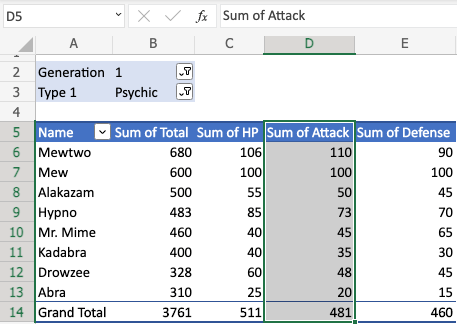 D5 fx Sum of Attack
A B C D E
2 Generation 1
3 Type 1 Psychic
4
5 Name Sum of Total Sum of HP Sum of Attack Sum of Defense
6 Mewtwo 680 106 110 90
7 Mew 600 100 100 100
8 Alakazam 500 55 50 45
9 Hypno 483 85 73 70
10 Mr. Mime 460 40 45 65
11 Kadabra 400 40 35 30
12 Drowzee 328 60 48 45
13 Abra 310 25 20 15
14 Grand Total 3761 511 481 460